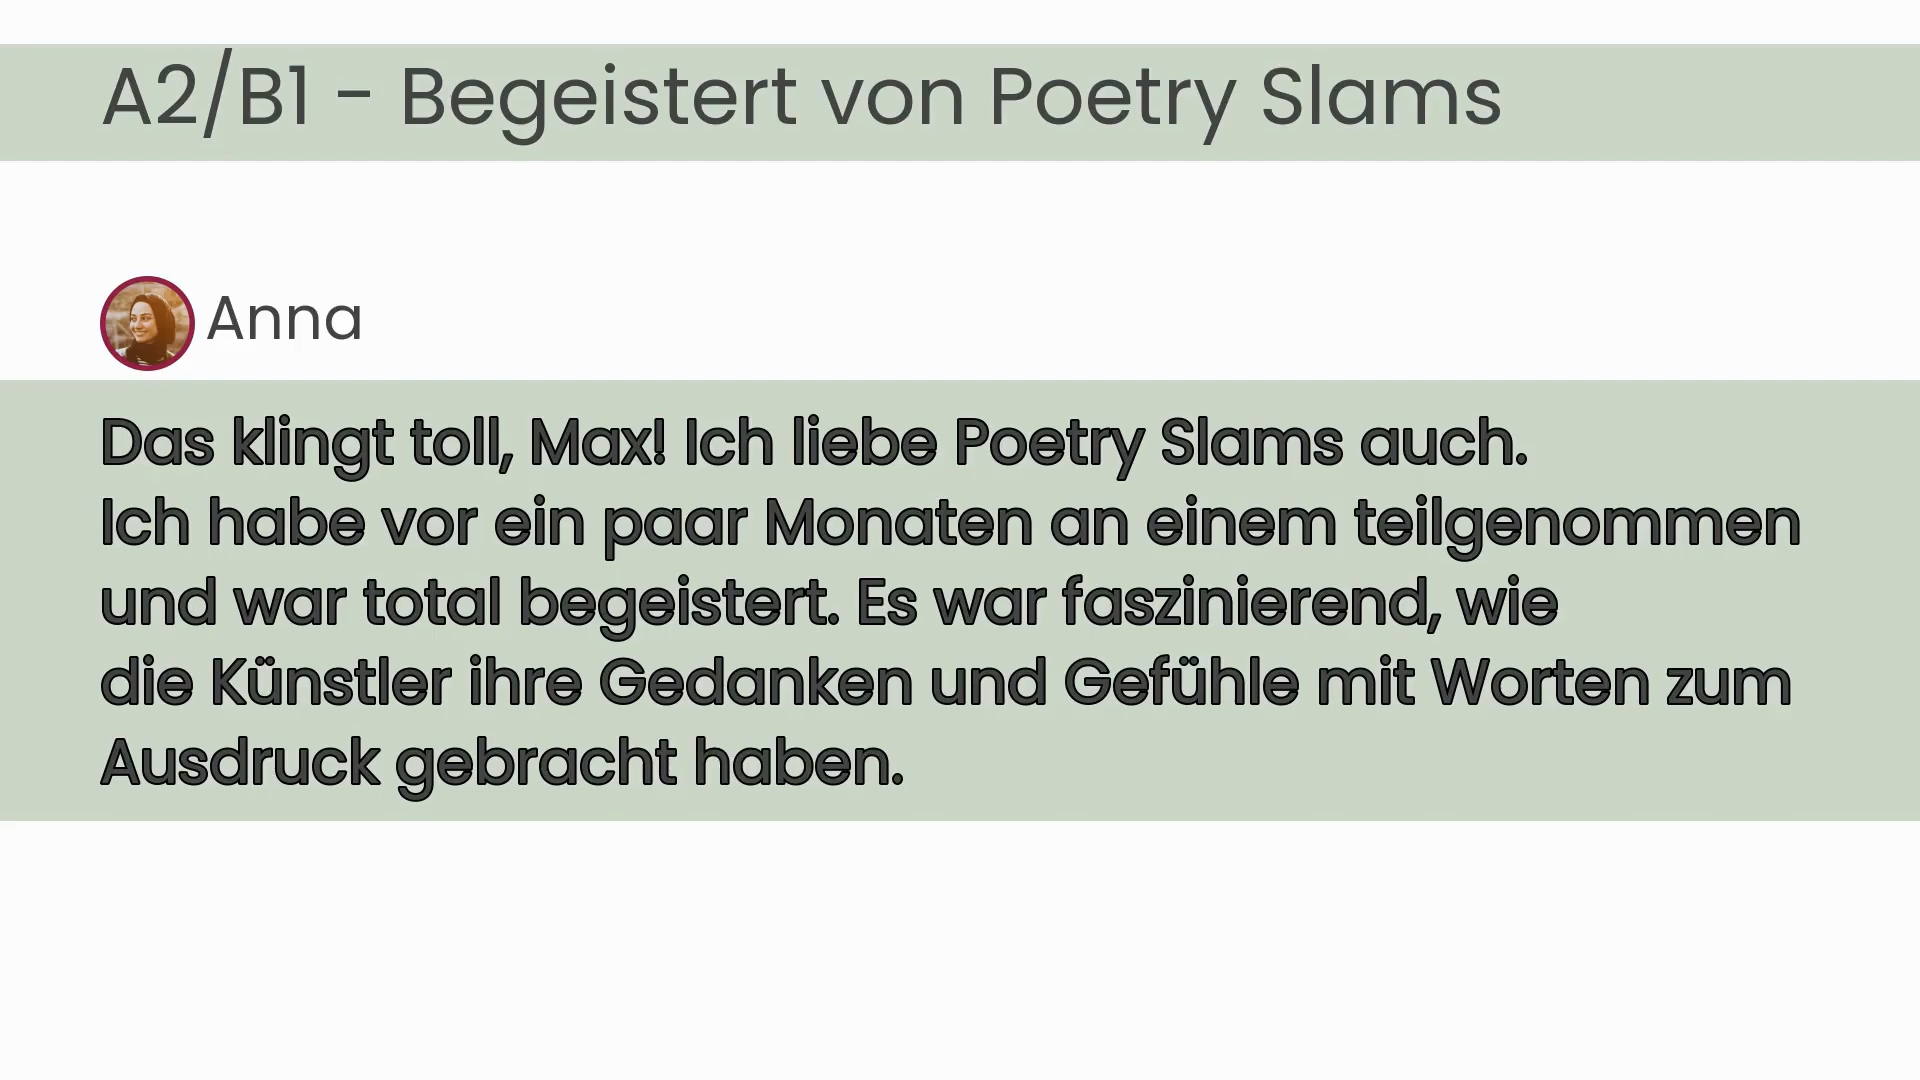 A2/B1 - Begeistert von Poetry Slams
Anna
Das klingt toll, Max! Ich liebe Poetry Slams auch.
Ich habe vor ein paar Monaten an einem teilgenommen
und war total begeistert. Es war faszinierend, wie
die Künstler ihre Gedanken und Gefühle mit Worten zum
Ausdruck gebracht haben.